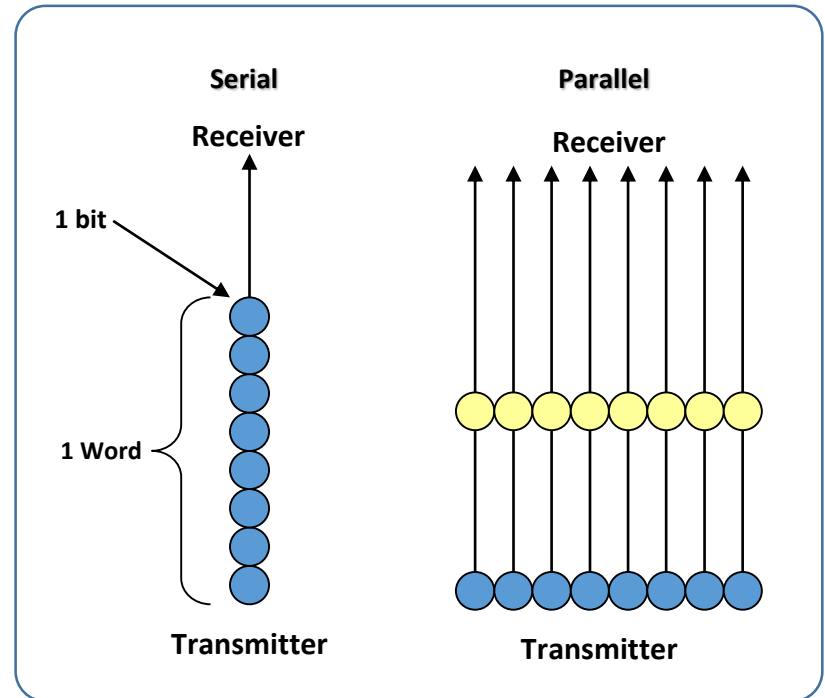 Serial
Receiver
1 bit
1 Word
Transmitter
Parallel
Receiver
Transmitter